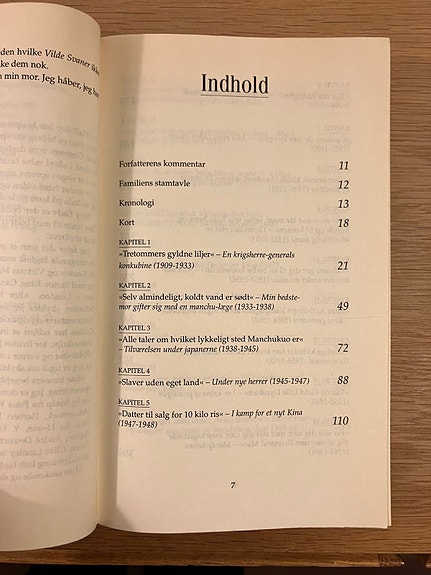 den hvilke Vilde Svaner ikke
ke dem nok.
n min mor. Jeg håber, jeg har
Indhold
Forfatterens kommentar 11
Familiens stamtavle 12
Kronologi 13
Kort 18
KAPITEL 1
»Tretommers gyldne liljer« – En krigsherre-generals
konkubine (1909-1933) 21
KAPITEL 2
»Selv almindeligt, koldt vand er sødt« – Min bedste-
mor gifter sig med en manchu-læge (1933-1938) 49
KAPITEL 3
»Alle taler om hvilket lykkeligt sted Manchukuo er«
– Tilværelsen under japanerne (1938-1945) 72
KAPITEL 4
»Slaver uden eget land« – Under nye herrer (1945-1947) 88
KAPITEL 5
»Datter til salg for 10 kilo ris« – I kamp for et nyt Kina
(1947-1948) 110
7